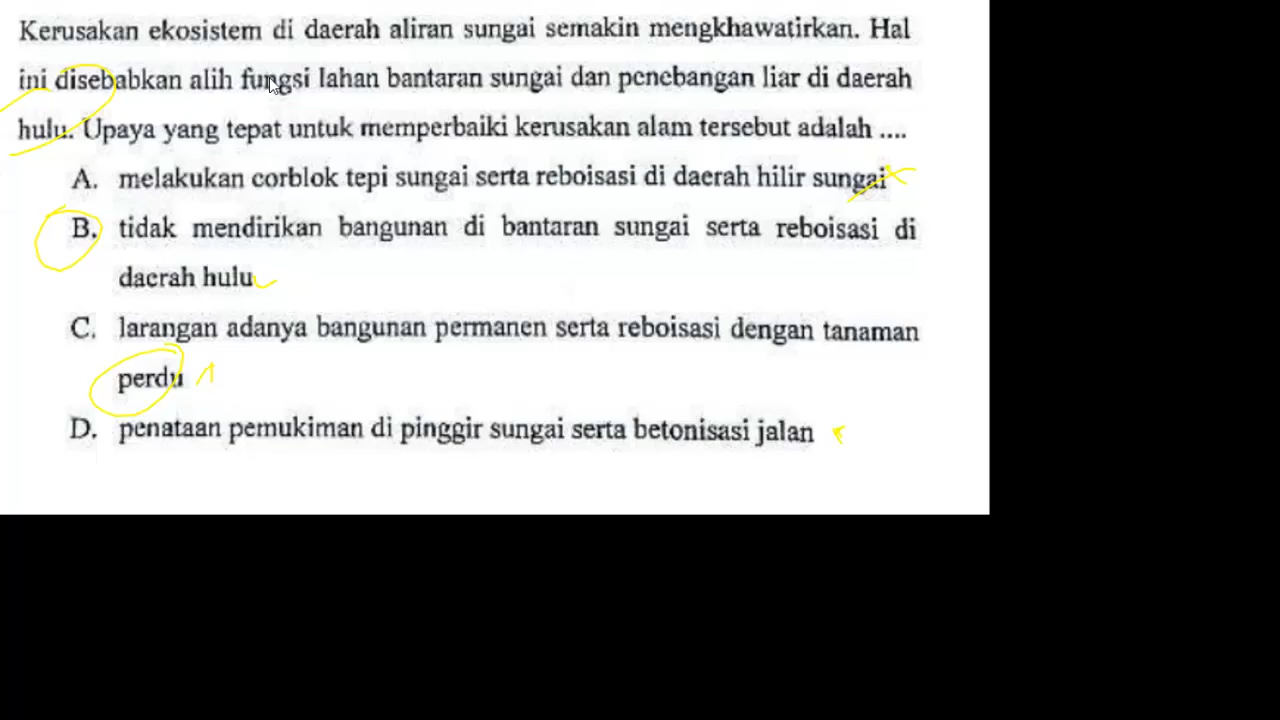 Kerusakan ekosistem di daerah aliran sungai semakin mengkhawatirkan. Hal
ini disebabkan alih fungsi lahan bantaran sungai dan penebangan liar di daerah
hulu. Upaya yang tepat untuk memperbaiki kerusakan alam tersebut adalah ....
A. melakukan corblok tepi sungai serta reboisasi di daerah hilir sungai
B. tidak mendirikan bangunan di bantaran sungai serta reboisasi di
daerah hulu
C. larangan adanya bangunan permanen serta reboisasi dengan tanaman
perdu
D. penataan pemukiman di pinggir sungai serta betonisasi jalan